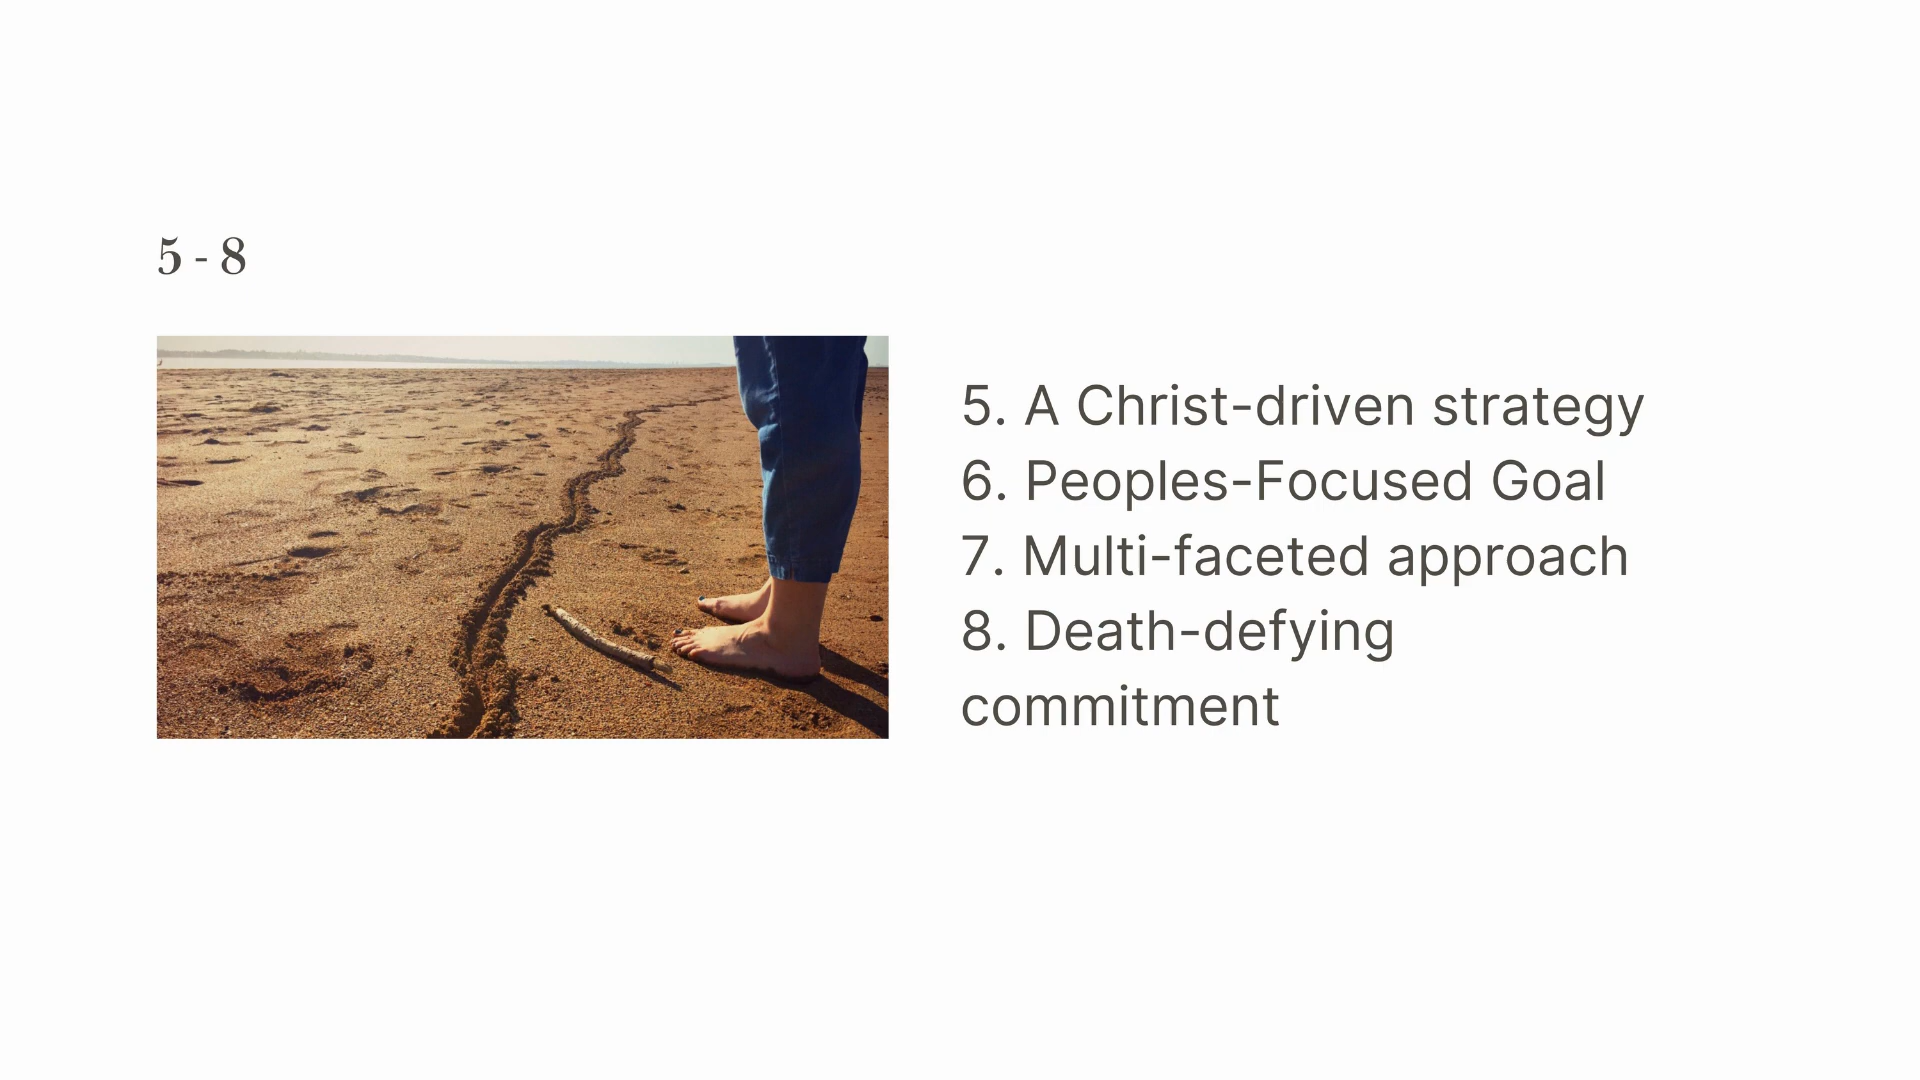 5 - 8
5. A Christ-driven strategy
6. Peoples-Focused Goal
7. Multi-faceted approach
8. Death-defying
commitment